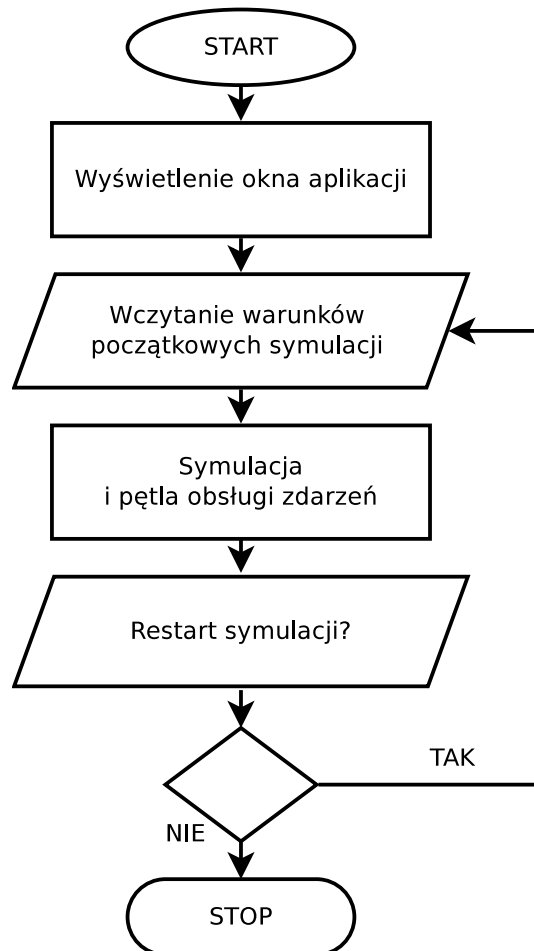 START
Wyświetlenie okna aplikacji
Wczytanie warunków
początkowych symulacji
Symulacja
i pętla obsługi zdarzeń
Restart symulacji?
TAK
NIE
STOP